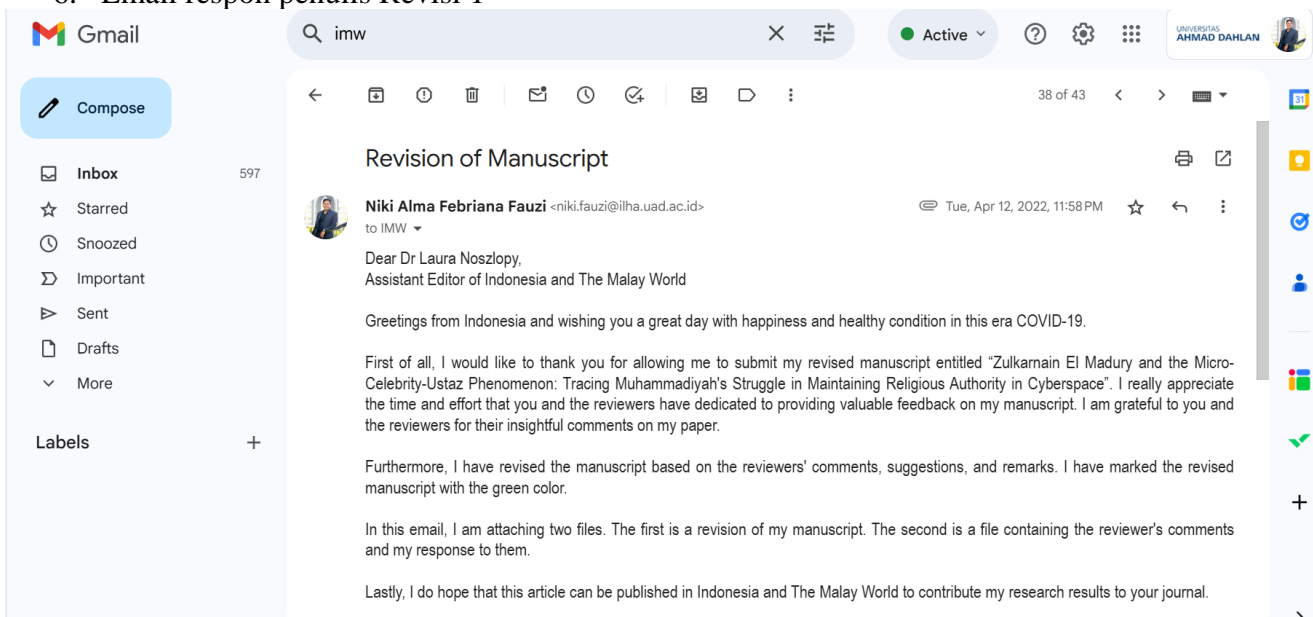 6. Email respon penulis Revisi 1
Gmail
imw
Active
UNIVERSITAS
AHMAD DAHLAN
Compose
38 of 43
31
Revision of Manuscript
Inbox 597
Starred
Niki Alma Febriana Fauzi <niki.fauzi@ilha.uad.ac.id>
Tue, Apr 12, 2022, 11:58 PM
to IMW
Snoozed
Important
Sent
Drafts
More
Labels
Dear Dr Laura Noszlopy,
Assistant Editor of Indonesia and The Malay World
Greetings from Indonesia and wishing you a great day with happiness and healthy condition in this era COVID-19.
First of all, I would like to thank you for allowing me to submit my revised manuscript entitled “Zulkarnain El Madury and the Micro-
Celebrity-Ustaz Phenomenon: Tracing Muhammadiyah's Struggle in Maintaining Religious Authority in Cyberspace”. I really appreciate
the time and effort that you and the reviewers have dedicated to providing valuable feedback on my manuscript. I am grateful to you and
the reviewers for their insightful comments on my paper.
Furthermore, I have revised the manuscript based on the reviewers' comments, suggestions, and remarks. I have marked the revised
manuscript with the green color.
In this email, I am attaching two files. The first is a revision of my manuscript. The second is a file containing the reviewer's comments
and my response to them.
Lastly, I do hope that this article can be published in Indonesia and The Malay World to contribute my research results to your journal.